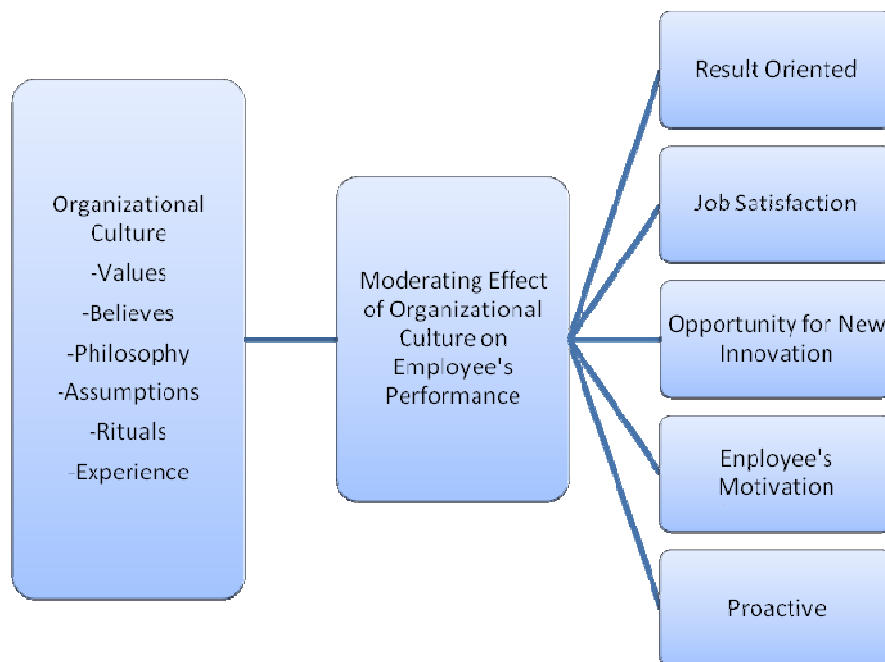 Organizational
Culture
-Values
-Believes
-Philosophy
-Assumptions
-Rituals
-Experience
Moderating Effect
of Organizational
Culture on
Employee's
Performance
Result Oriented
Job Satisfaction
Opportunity for New
Innovation
Enployee's
Motivation
Proactive